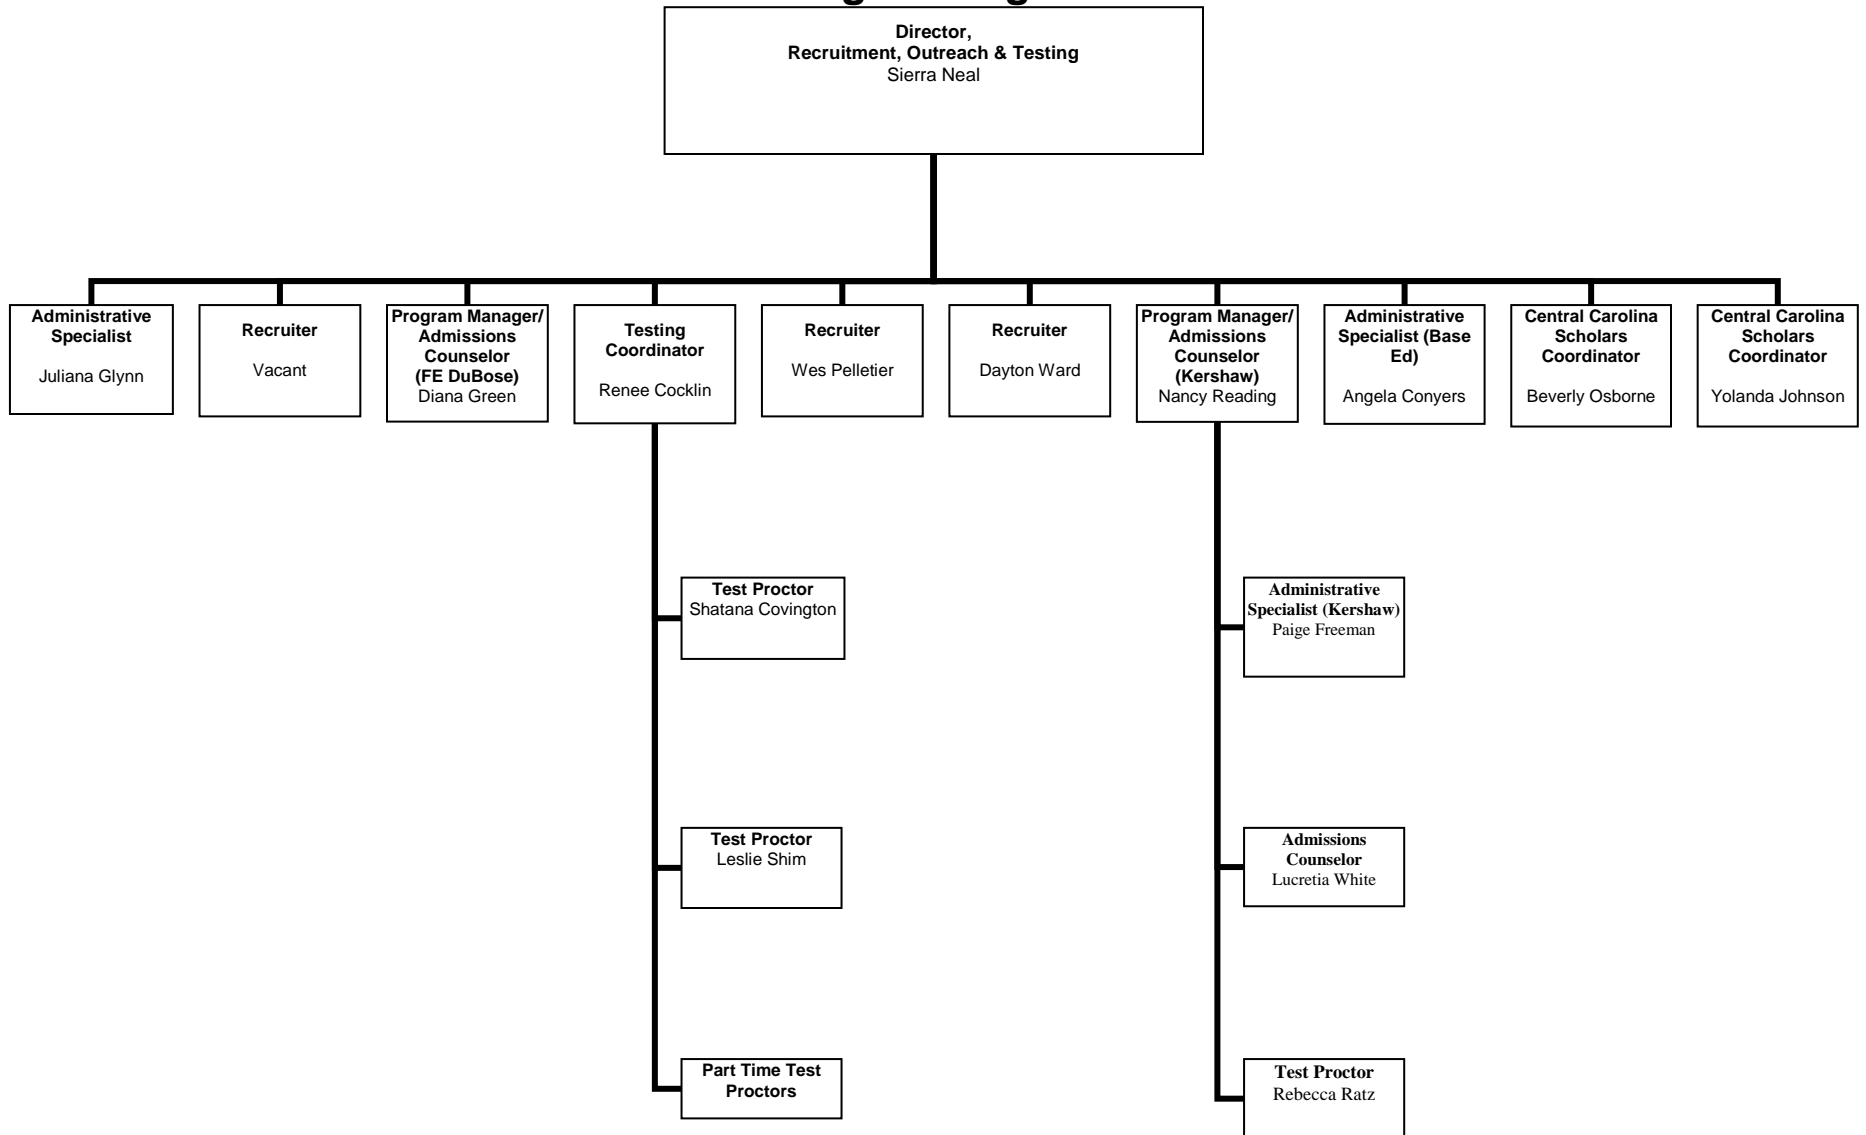 Director,
Recruitment, Outreach & Testing
Sierra Neal
Administrative
Specialist
Juliana Glynn
Recruiter
Vacant
Program Manager/
Admissions
Counselor
(FE DuBose)
Diana Green
Testing
Coordinator
Renee Cocklin
Recruiter
Wes Pelletier
Recruiter
Dayton Ward
Program Manager/
Admissions
Counselor
(Kershaw)
Nancy Reading
Administrative
Specialist (Base
Ed)
Angela Conyers
Central Carolina
Scholars
Coordinator
Beverly Osborne
Central Carolina
Scholars
Coordinator
Yolanda Johnson
Test Proctor
Shatana Covington
Administrative
Specialist (Kershaw)
Paige Freeman
Test Proctor
Leslie Shim
Admissions
Counselor
Lucretia White
Part Time Test
Proctors
Test Proctor
Rebecca Ratz